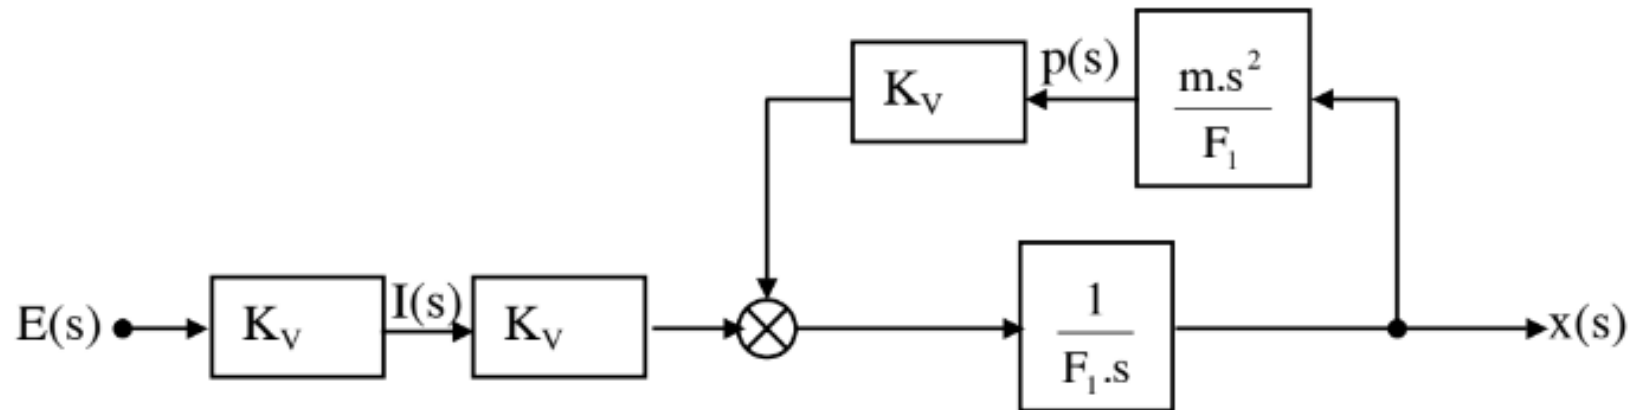 K_V
p(s)
m.s²
F₁
E(s)
K_V
I(s)
K_V
1
F₁.s
x(s)